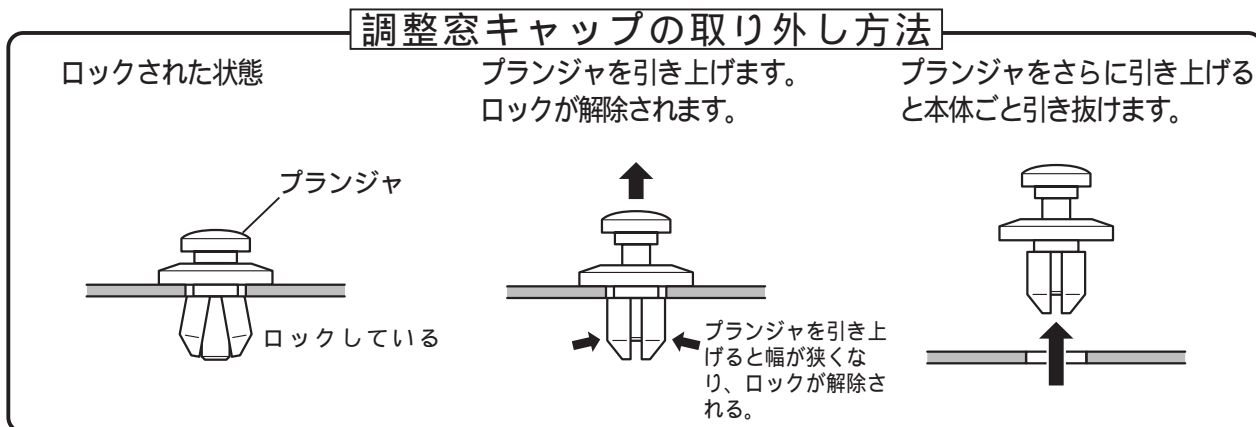 調整窓キャップの取り外し方法
ロックされた状態
プランジャ
ロックしている
プランジャを引き上げます。
ロックが解除されます。
プランジャを引き上
げると幅が狭くな
り、ロックが解除さ
れる。
プランジャをさらに引き上げる
と本体ごと引き抜けます。